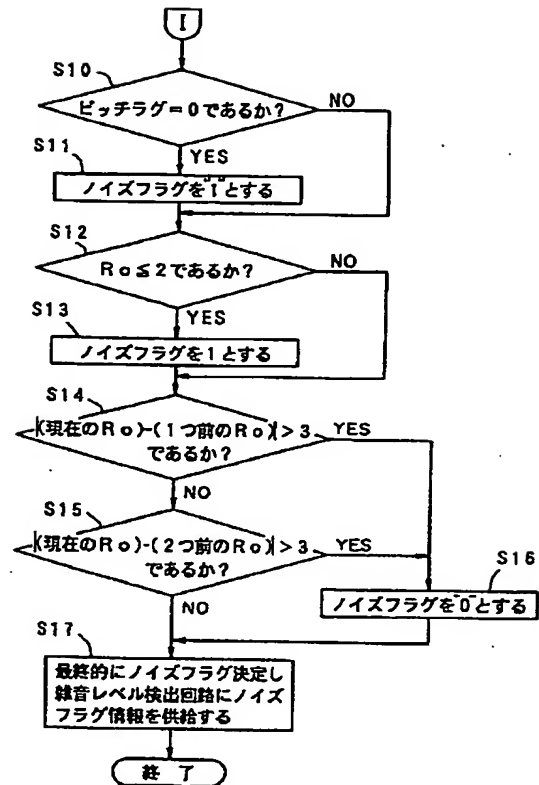 I
S10
ピッチラグ=0であるか?
NO
S11
YES
ノイズフラグを"1"とする
S12
Ro≦2であるか?
NO
S13
YES
ノイズフラグを1とする
S14
|(現在のRo)-(1つ前のRo)|>3
であるか?
YES
NO
S15
|(現在のRo)-(2つ前のRo)|>3
であるか?
YES
S16
ノイズフラグを"0"とする
NO
S17
最終的にノイズフラグ決定し
雑音レベル検出回路にノイズ
フラグ情報を供給する
終了